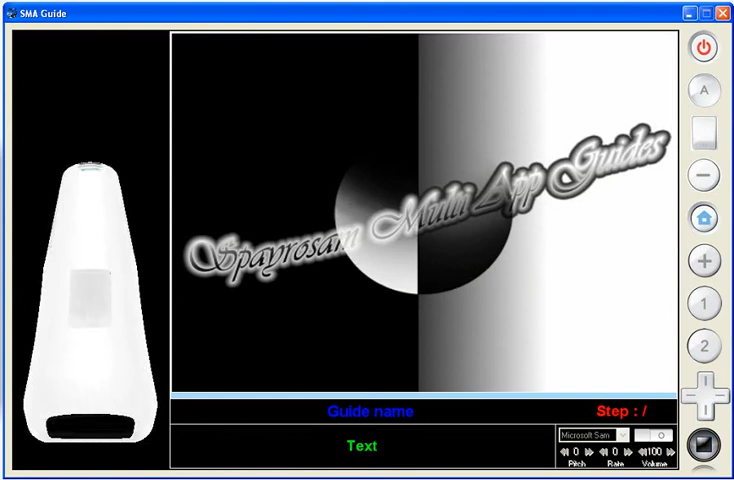 SMA Guide
Spayrosam Multi App Guides
A
1
2
Guide name
Step : /
Text
Microsoft Sam
0 0 100
Pitch Rate Volume